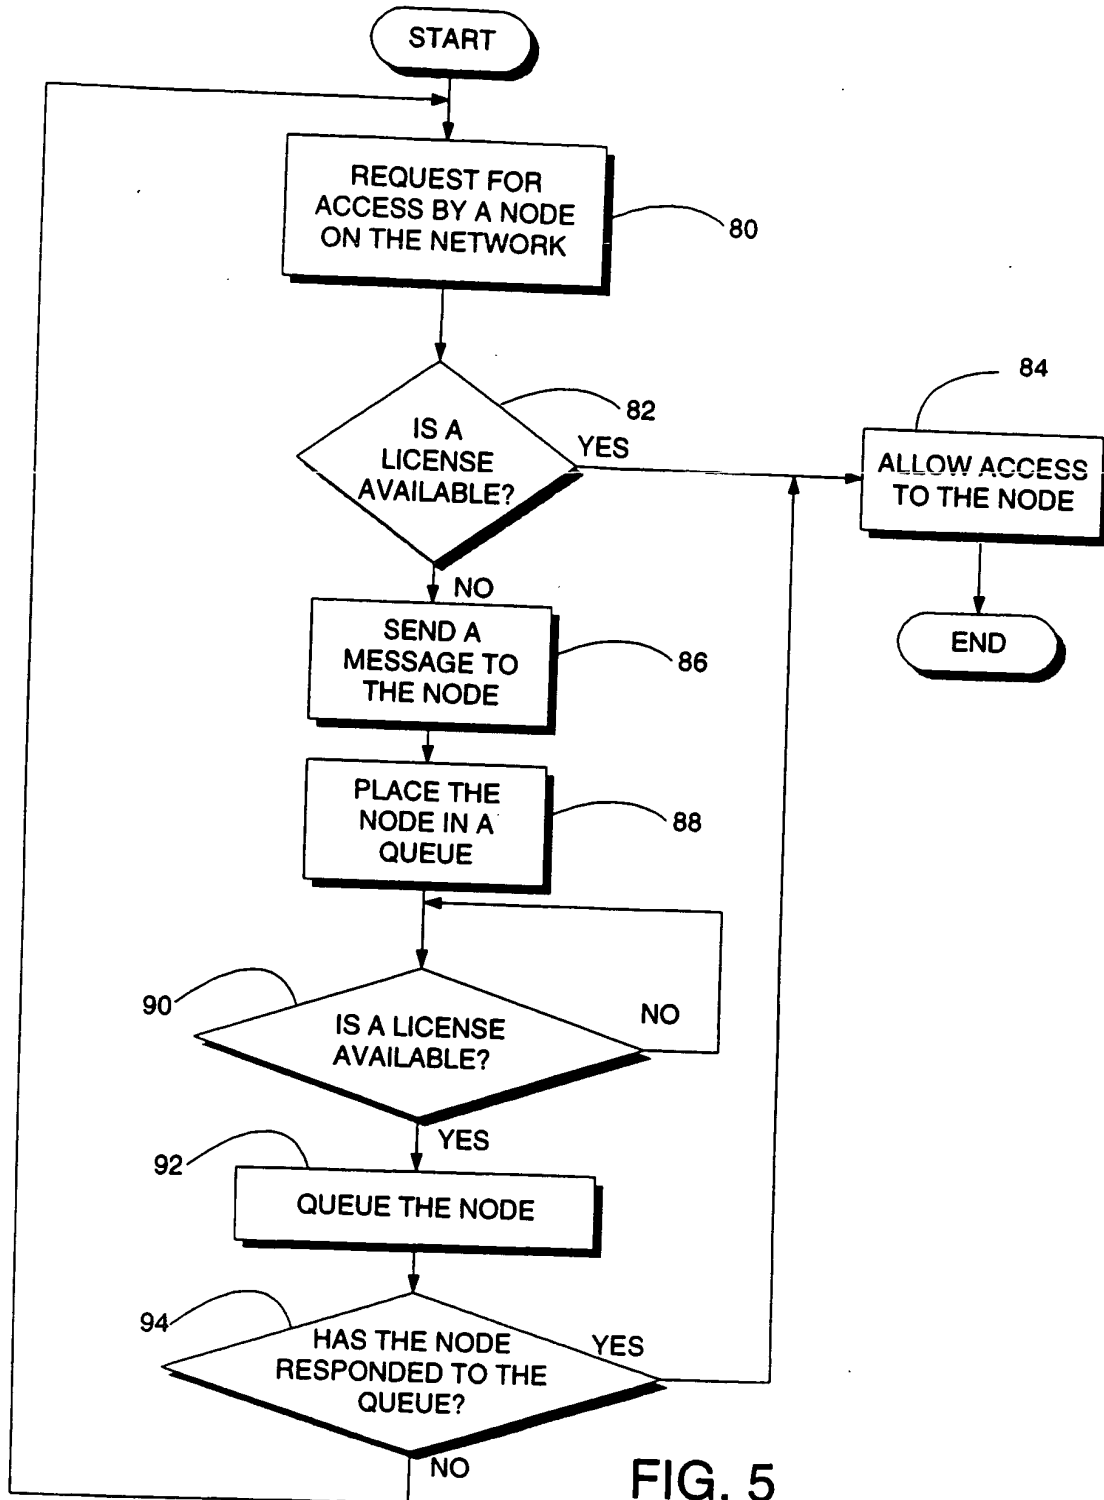 START
REQUEST FOR
ACCESS BY A NODE
ON THE NETWORK
80
IS A
LICENSE
AVAILABLE?
82
YES
84
ALLOW ACCESS
TO THE NODE
END
NO
SEND A
MESSAGE TO
THE NODE
86
PLACE THE
NODE IN A
QUEUE
88
90
IS A LICENSE
AVAILABLE?
NO
YES
92
QUEUE THE NODE
94
HAS THE NODE
RESPONDED TO THE
QUEUE?
YES
NO
FIG. 5